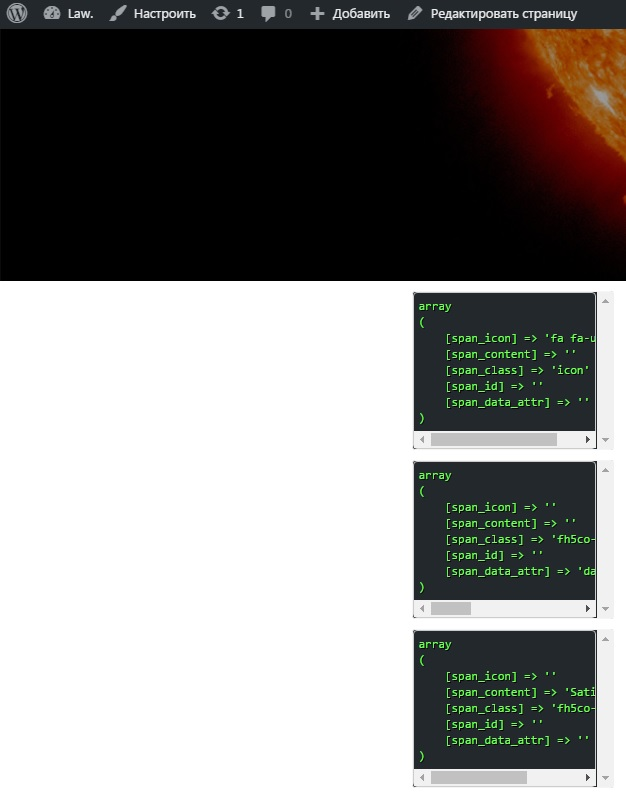 Law. Настроить 1 0 Добавить Редактировать страницу
array
(
[span_icon] => 'fa fa-u
[span_content] => ''
[span_class] => 'icon'
[span_id] => ''
[span_data_attr] => ''
)
array
(
[span_icon] => ''
[span_content] => ''
[span_class] => 'fh5co-
[span_id] => ''
[span_data_attr] => 'da
)
array
(
[span_icon] => ''
[span_content] => 'Sati
[span_class] => 'fh5co-
[span_id] => ''
[span_data_attr] => ''
)